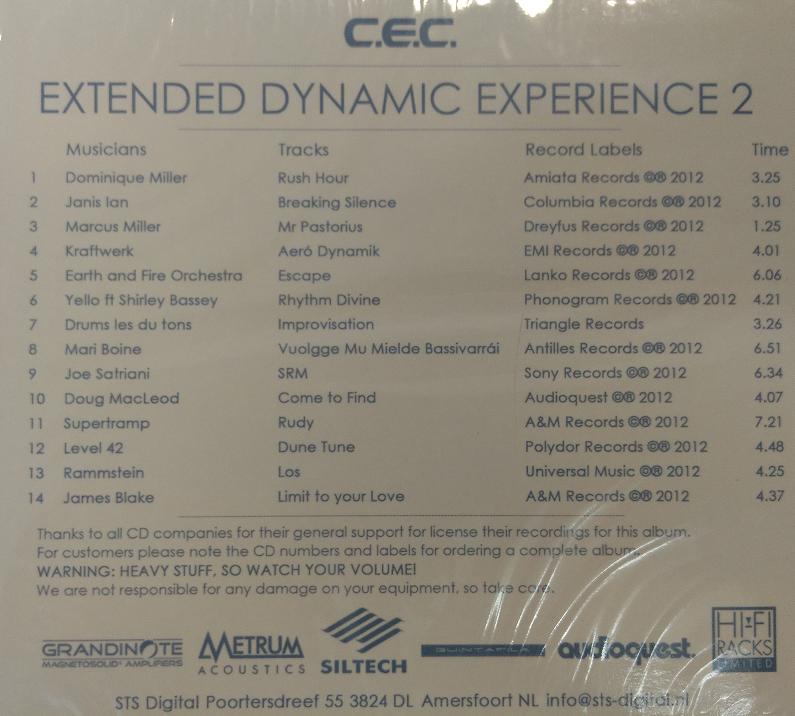 C.E.C.
EXTENDED DYNAMIC EXPERIENCE 2
Musicians Tracks Record Labels Time
1 Dominique Miller Rush Hour Amiata Records ©® 2012 3.25
2 Janis Ian Breaking Silence Columbia Records ©® 2012 3.10
3 Marcus Miller Mr Pastorius Dreyfus Records ©® 2012 1.25
4 Kraftwerk Aeró Dynamik EMI Records ©® 2012 4.01
5 Earth and Fire Orchestra Escape Lanko Records ©® 2012 6.06
6 Yello ft Shirley Bassey Rhythm Divine Phonogram Records ©® 2012 4.21
7 Drums les du tons Improvisation Triangle Records 3.26
8 Mari Boine Vuolgge Mu Mielde Bassivarrái Antilles Records ©® 2012 6.51
9 Joe Satriani SRM Sony Records ©® 2012 6.34
10 Doug MacLeod Come to Find Audioquest ©® 2012 4.07
11 Supertramp Rudy A&M Records ©® 2012 7.21
12 Level 42 Dune Tune Polydor Records ©® 2012 4.48
13 Rammstein Los Universal Music ©® 2012 4.25
14 James Blake Limit to your Love A&M Records ©® 2012 4.37
Thanks to all CD companies for their general support for license their recordings for this album.
For customers please note the CD numbers and labels for ordering a complete album.
WARNING: HEAVY STUFF, SO WATCH YOUR VOLUME!
We are not responsible for any damage on your equipment, so take care.
GRANDINOTE
MAGNETOSOLID® AMPLIFIERS
METRUM
ACOUSTICS
SILTECH
audioquest.
HI-FI
RACKS
LIMITED
STS Digital Poortersdreef 55 3824 DL Amersfoort NL info@sts-digital.nl